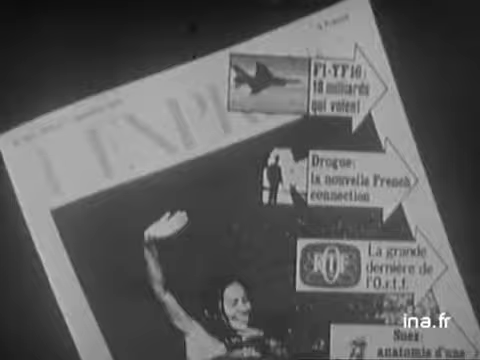 L'EXPR
F1-YF16:
18 milliards
qui volent
Drogue:
la nouvelle French
connection
La grande
dernière de
l'O.r.t.f.
Suez:
anatomie d'une
ina.fr